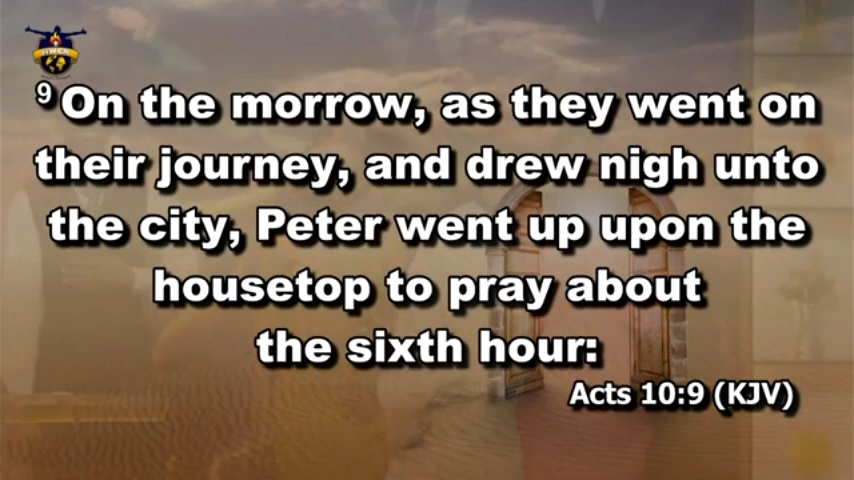 ⁹ On the morrow, as they went on
their journey, and drew nigh unto
the city, Peter went up upon the
housetop to pray about
the sixth hour:
Acts 10:9 (KJV)